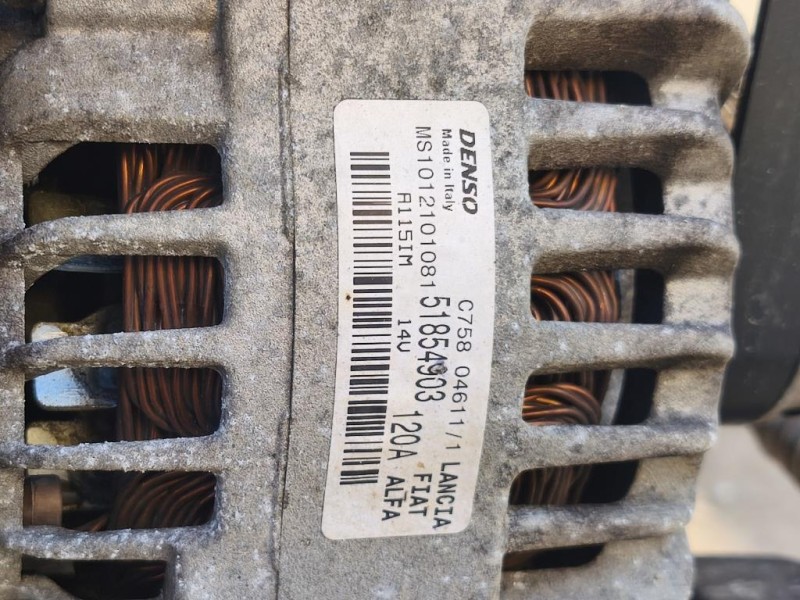 DENSO C758 04611/1 LANCIA
Made in Italy FIAT
MS1012101081 51854903 120A ALFA
A115IM 14V